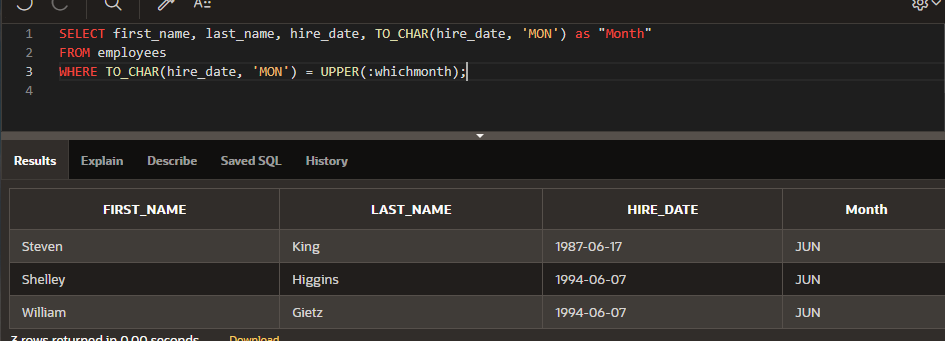 A::
1 SELECT first_name, last_name, hire_date, TO_CHAR(hire_date, 'MON') as "Month"
2 FROM employees
3 WHERE TO_CHAR(hire_date, 'MON') = UPPER(:whichmonth);
4
Results Explain Describe Saved SQL History
FIRST_NAME LAST_NAME HIRE_DATE Month
Steven King 1987-06-17 JUN
Shelley Higgins 1994-06-07 JUN
William Gietz 1994-06-07 JUN
3 rows returned in 0.00 seconds Download